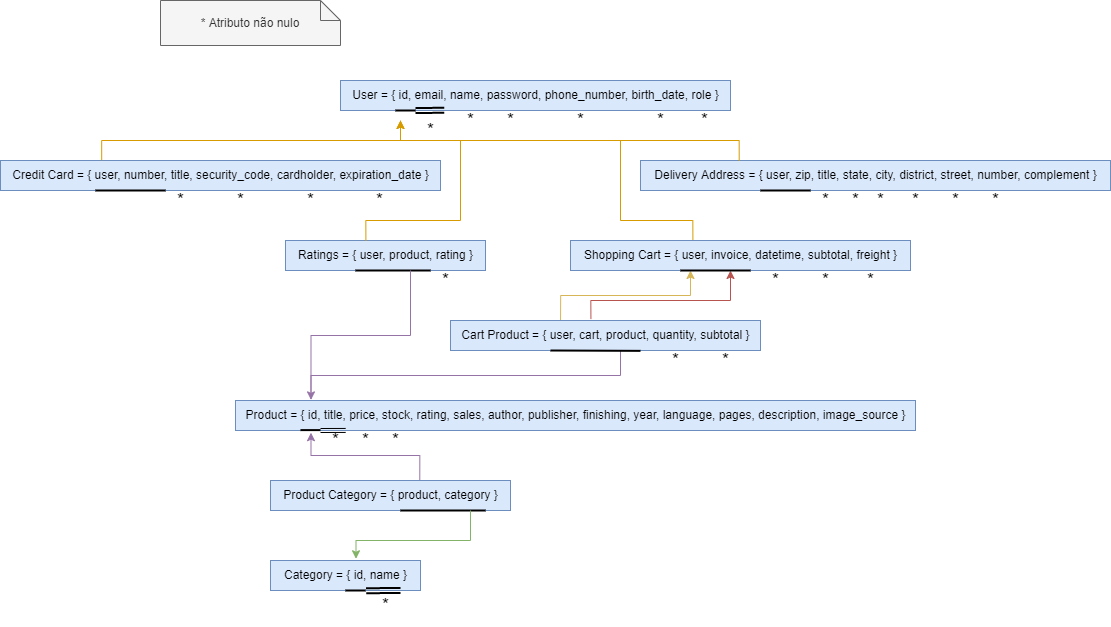 * Atributo não nulo
User = { id, email, name, password, phone_number, birth_date, role }
* * * * * *
Credit Card = { user, number, title, security_code, cardholder, expiration_date }
* * * *
Delivery Address = { user, zip, title, state, city, district, street, number, complement }
* * * * * *
Ratings = { user, product, rating }
*
Shopping Cart = { user, invoice, datetime, subtotal, freight }
* * *
Cart Product = { user, cart, product, quantity, subtotal }
* *
Product = { id, title, price, stock, rating, sales, author, publisher, finishing, year, language, pages, description, image_source }
* * *
Product Category = { product, category }
Category = { id, name }
*